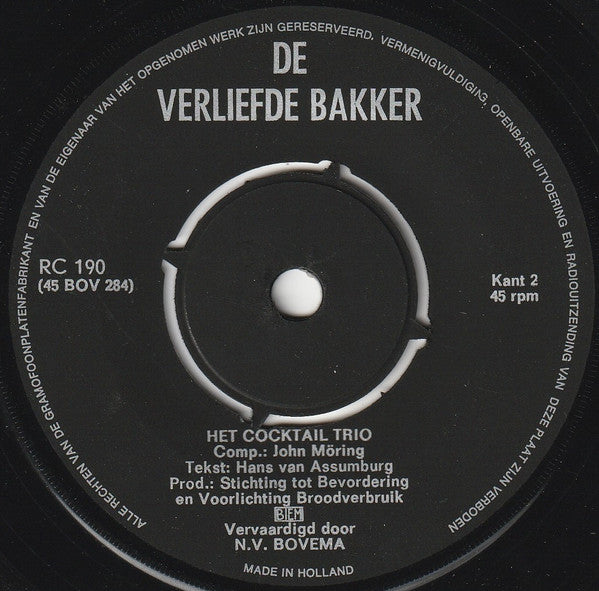 ALLE RECHTEN VAN DE GRAMOFOONPLATENFABRIKANT EN VAN DE EIGENAAR VAN HET OPGENOMEN WERK ZIJN GERESERVEERD. VERMENIGVULDIGING, OPENBARE UITVOERING EN RADIOUITZENDING VAN DEZE PLAAT ZIJN VERBODEN
DE
VERLIEFDE BAKKER
RC 190
(45 BOV 284)
Kant 2
45 rpm
HET COCKTAIL TRIO
Comp.: John Möring
Tekst: Hans van Assumburg
Prod.: Stichting tot Bevordering
en Voorlichting Broodverbruik
BIEM
Vervaardigd door
N.V. BOVEMA
MADE IN HOLLAND